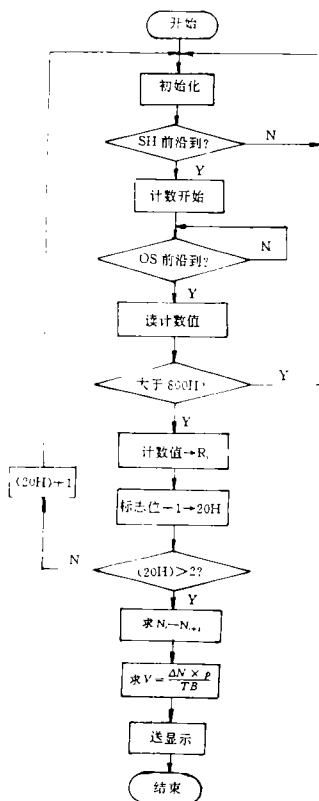 开始
初始化
SH 前沿到?
N
Y
计数开始
N
OS 前沿到?
Y
读计数值
大于 800H?
Y
Y
计数值→R
(20H)+1
标志位-1→20H
N
(20H)>2?
Y
求 N
求 V = ΔN × p / TB
送显示
结束